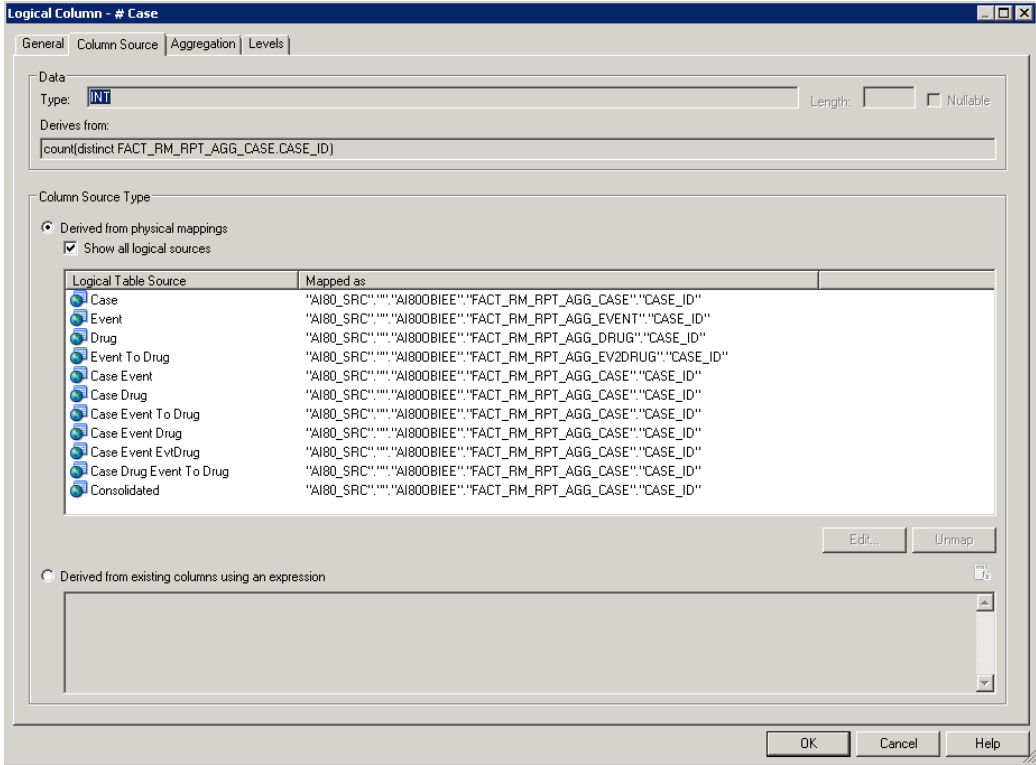 Logical Column - # Case
General Column Source Aggregation Levels
Data
Type: INT Length: Nullable
Derives from:
count(distinct FACT_RM_RPT_AGG_CASE.CASE_ID)
Column Source Type
Derived from physical mappings
Show all logical sources
Logical Table Source Mapped as
Case "AI80_SRC"."".​"AI80OBIEE"."FACT_RM_RPT_AGG_CASE"."CASE_ID"
Event "AI80_SRC"."".​"AI80OBIEE"."FACT_RM_RPT_AGG_EVENT"."CASE_ID"
Drug "AI80_SRC"."".​"AI80OBIEE"."FACT_RM_RPT_AGG_DRUG"."CASE_ID"
Event To Drug "AI80_SRC"."".​"AI80OBIEE"."FACT_RM_RPT_AGG_EV2DRUG"."CASE_ID"
Case Event "AI80_SRC"."".​"AI80OBIEE"."FACT_RM_RPT_AGG_CASE"."CASE_ID"
Case Drug "AI80_SRC"."".​"AI80OBIEE"."FACT_RM_RPT_AGG_CASE"."CASE_ID"
Case Event To Drug "AI80_SRC"."".​"AI80OBIEE"."FACT_RM_RPT_AGG_CASE"."CASE_ID"
Case Event Drug "AI80_SRC"."".​"AI80OBIEE"."FACT_RM_RPT_AGG_CASE"."CASE_ID"
Case Event EvtDrug "AI80_SRC"."".​"AI80OBIEE"."FACT_RM_RPT_AGG_CASE"."CASE_ID"
Case Drug Event To Drug "AI80_SRC"."".​"AI80OBIEE"."FACT_RM_RPT_AGG_CASE"."CASE_ID"
Consolidated "AI80_SRC"."".​"AI80OBIEE"."FACT_RM_RPT_AGG_CASE"."CASE_ID"
Edit... Unmap
Derived from existing columns using an expression
OK Cancel Help